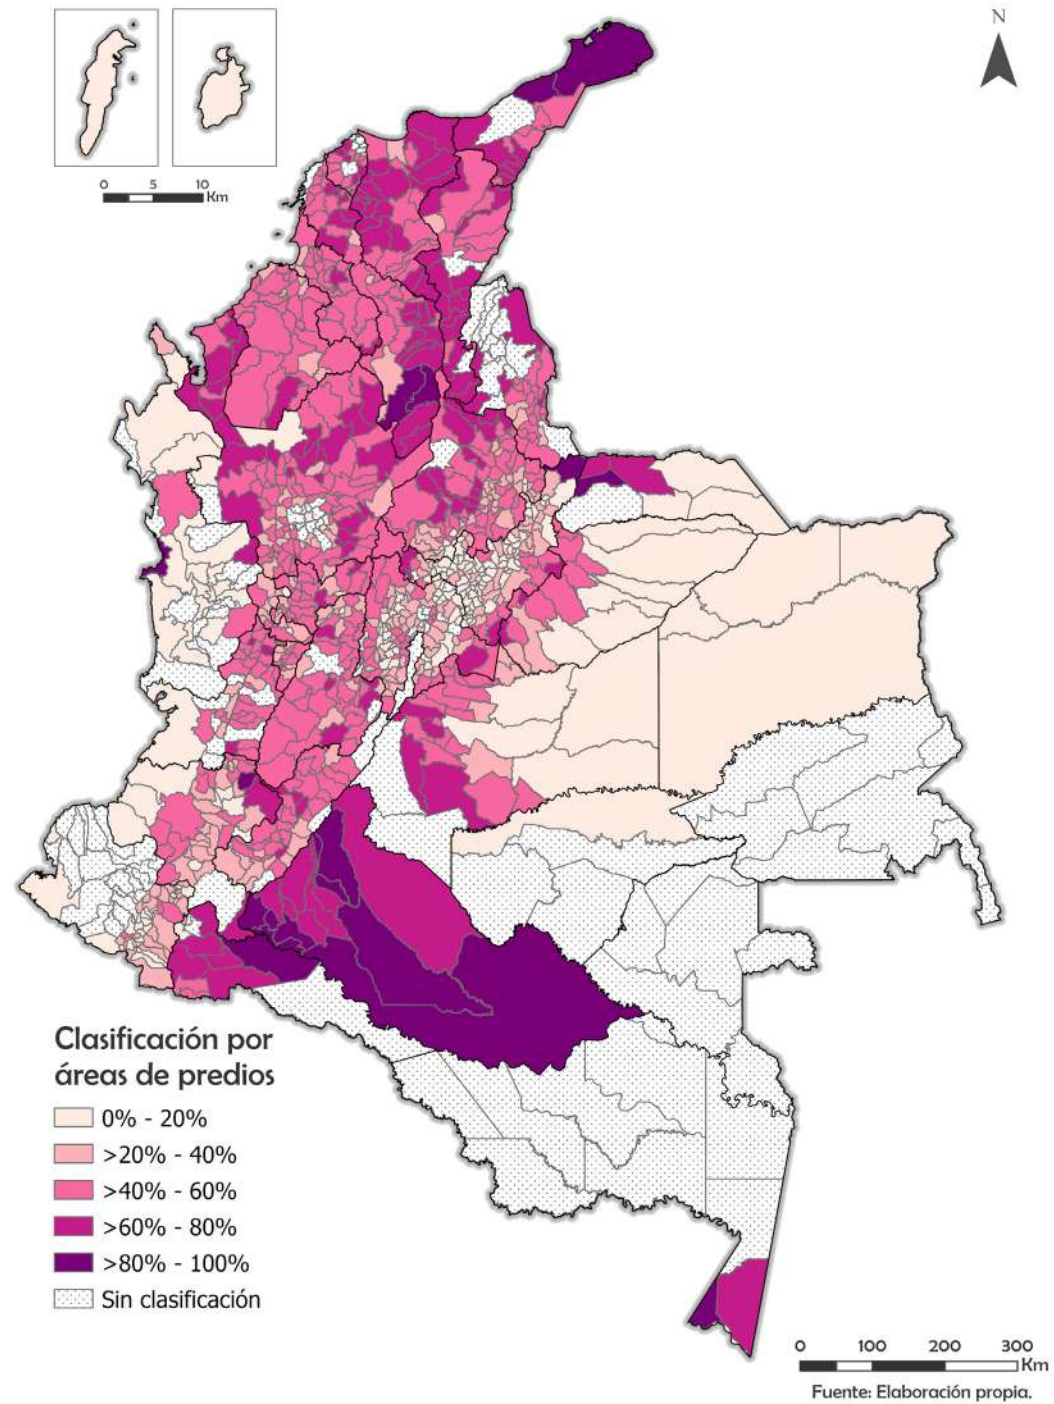 N
0 5 10
Km
Clasificación por
áreas de predios
0% - 20%
>20% - 40%
>40% - 60%
>60% - 80%
>80% - 100%
Sin clasificación
0 100 200 300
Km
Fuente: Elaboración propia.